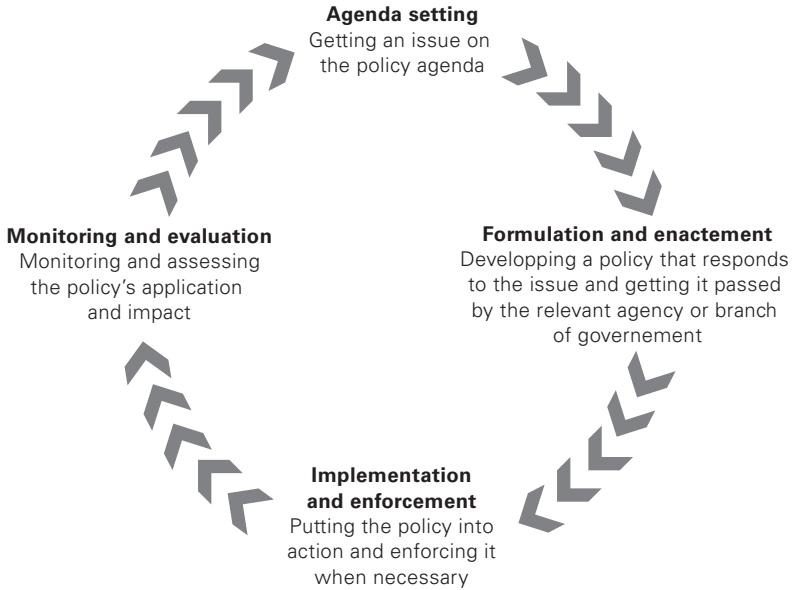 Agenda setting
Getting an issue on
the policy agenda
Formulation and enactement
Developping a policy that responds
to the issue and getting it passed
by the relevant agency or branch
of governement
Implementation
and enforcement
Putting the policy into
action and enforcing it
when necessary
Monitoring and evaluation
Monitoring and assessing
the policy’s application
and impact